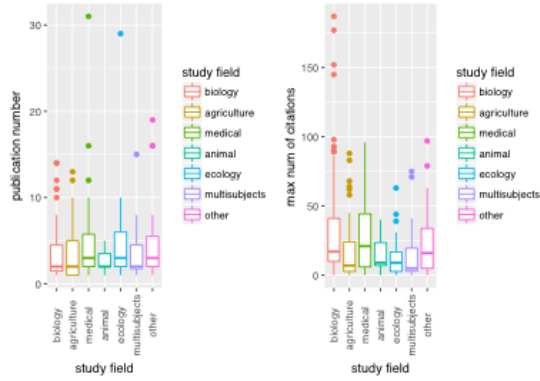 publication number
30
20
10
0
biology
agriculture
medical
animal
ecology
multisubjects
other
study field
study field
biology
agriculture
medical
animal
ecology
multisubjects
other
max num of citations
150
100
50
0
biology
agriculture
medical
animal
ecology
multisubjects
other
study field
study field
biology
agriculture
medical
animal
ecology
multisubjects
other